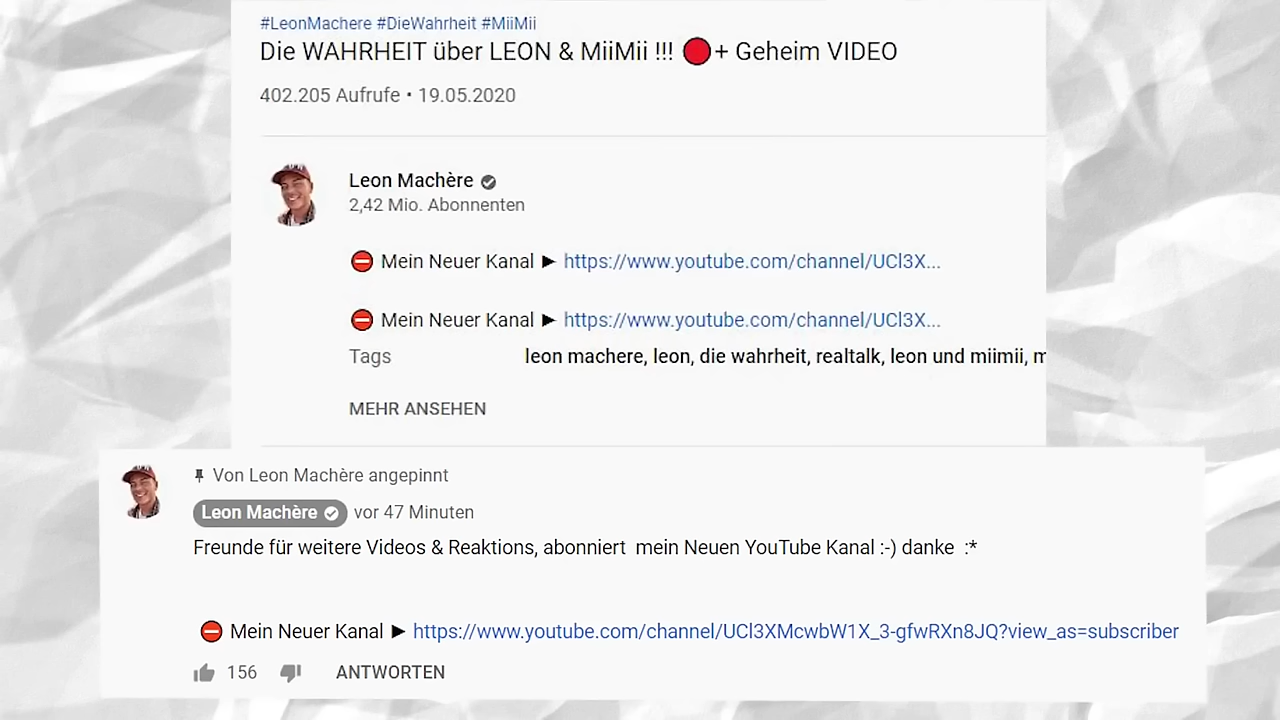 #LeonMachere #DieWahrheit #MiiMii
Die WAHRHEIT über LEON & MiiMii !!! 🔴+ Geheim VIDEO
402.205 Aufrufe • 19.05.2020
Leon Machère
2,42 Mio. Abonnenten
⛔ Mein Neuer Kanal ► https://www.youtube.com/channel/UCl3X...
⛔ Mein Neuer Kanal ► https://www.youtube.com/channel/UCl3X...
Tags leon machere, leon, die wahrheit, realtalk, leon und miimii, m
MEHR ANSEHEN
Von Leon Machère angepinnt
Leon Machère vor 47 Minuten
Freunde für weitere Videos & Reaktions, abonniert mein Neuen YouTube Kanal :-) danke :*
⛔ Mein Neuer Kanal ► https://www.youtube.com/channel/UCl3XMcwbW1X_3-gfwRXn8JQ?view_as=subscriber
156 ANTWORTEN